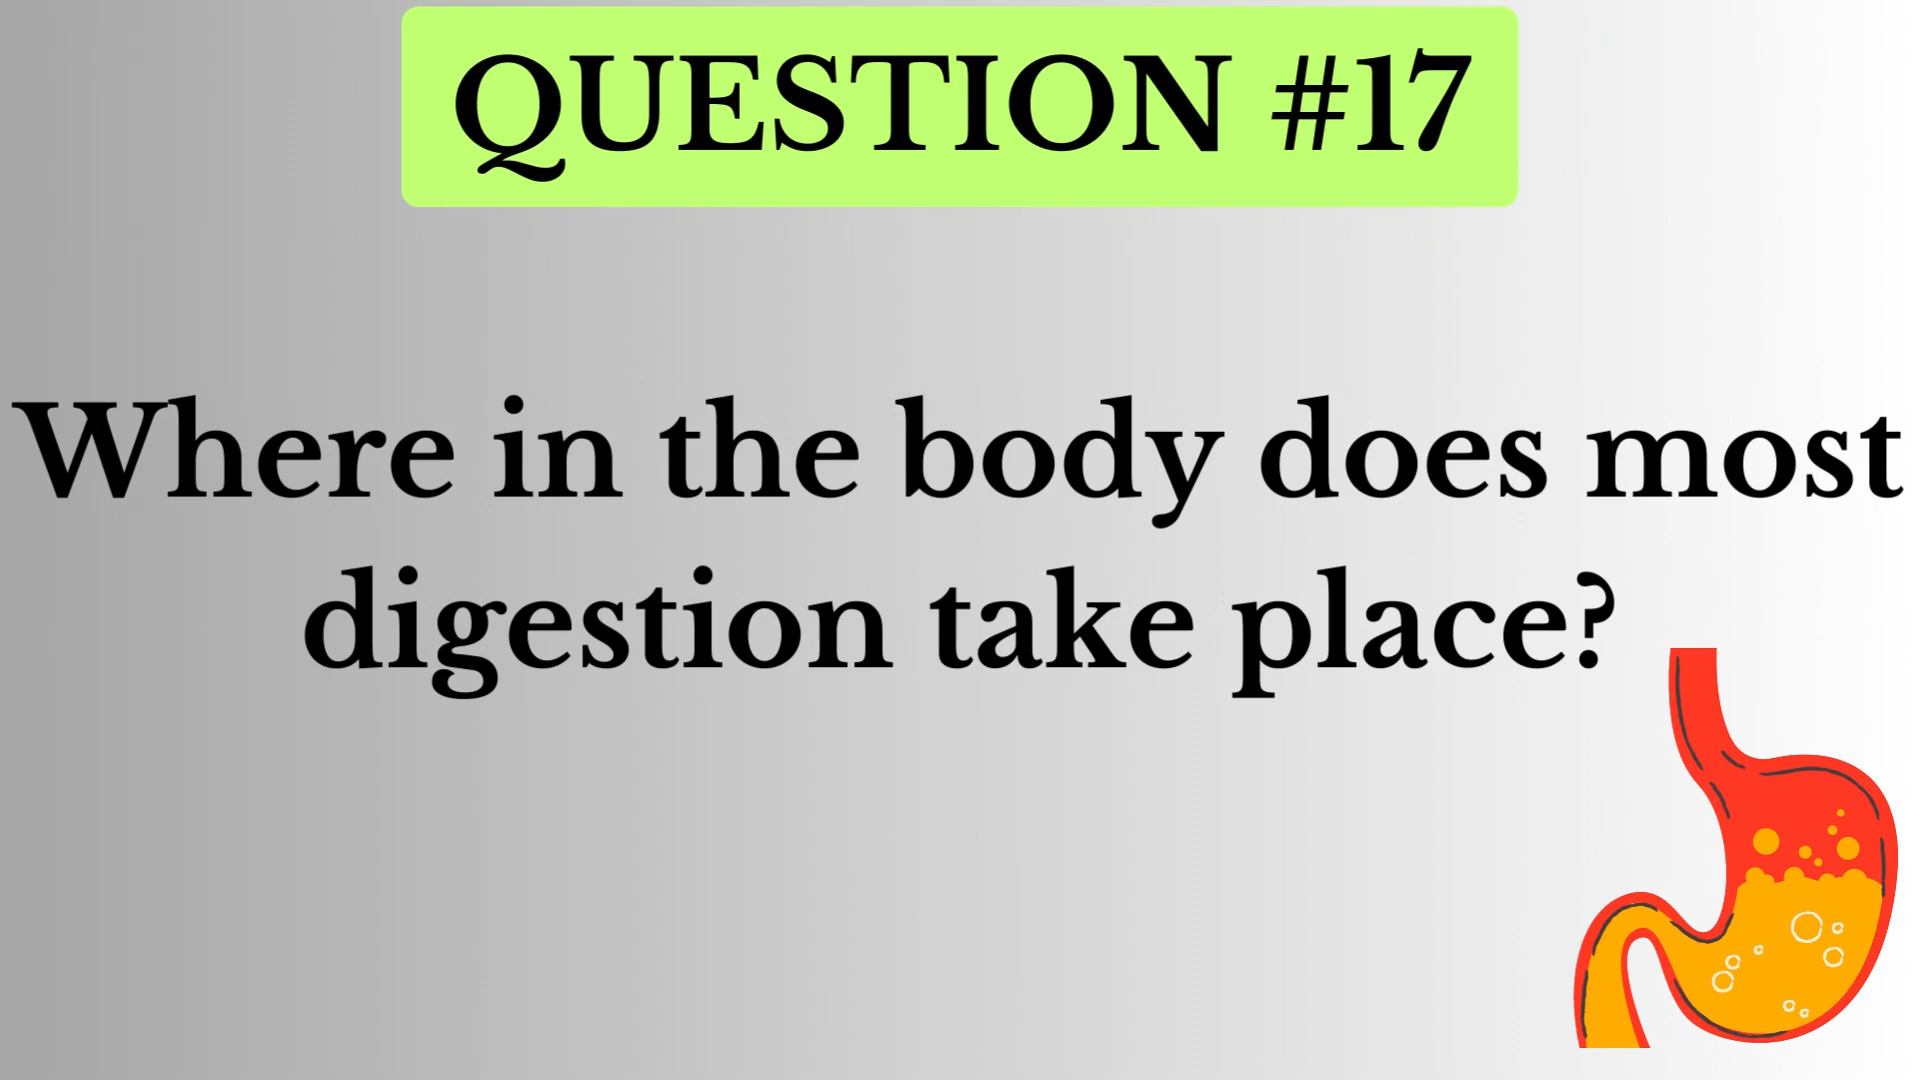 QUESTION #17
Where in the body does most
digestion take place?